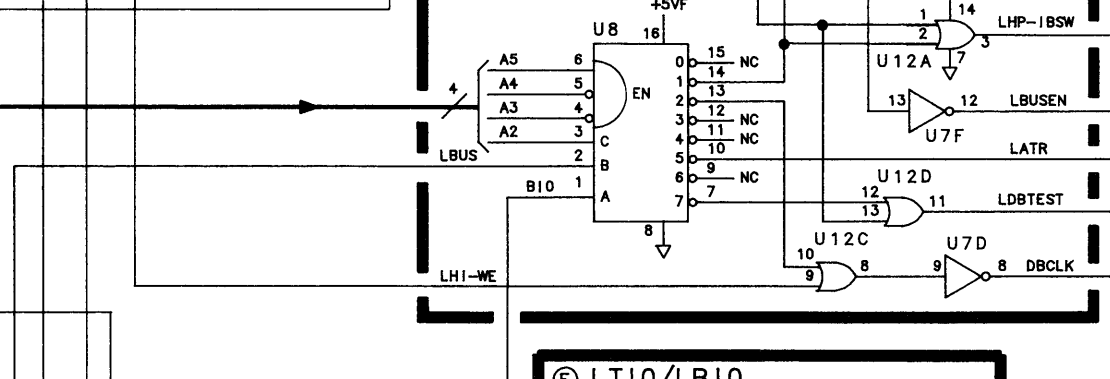 +5VF
U8
16
A5 6
A4 5
A3 4
A2 3
4
EN
C
B
A
LBUS 2
BIO 1
0 15 NC
1 14
2 13
3 12 NC
4 11 NC
5 10
6 9 NC
7 7
8
14
1
2
3
LHP-IBSW
U12A
7
13 12 LBUSEN
U7F
LATR
U12D
12
13
11 LDBTEST
U12C
10
9
8
U7D
9 8 DBCLK
LHI-WE